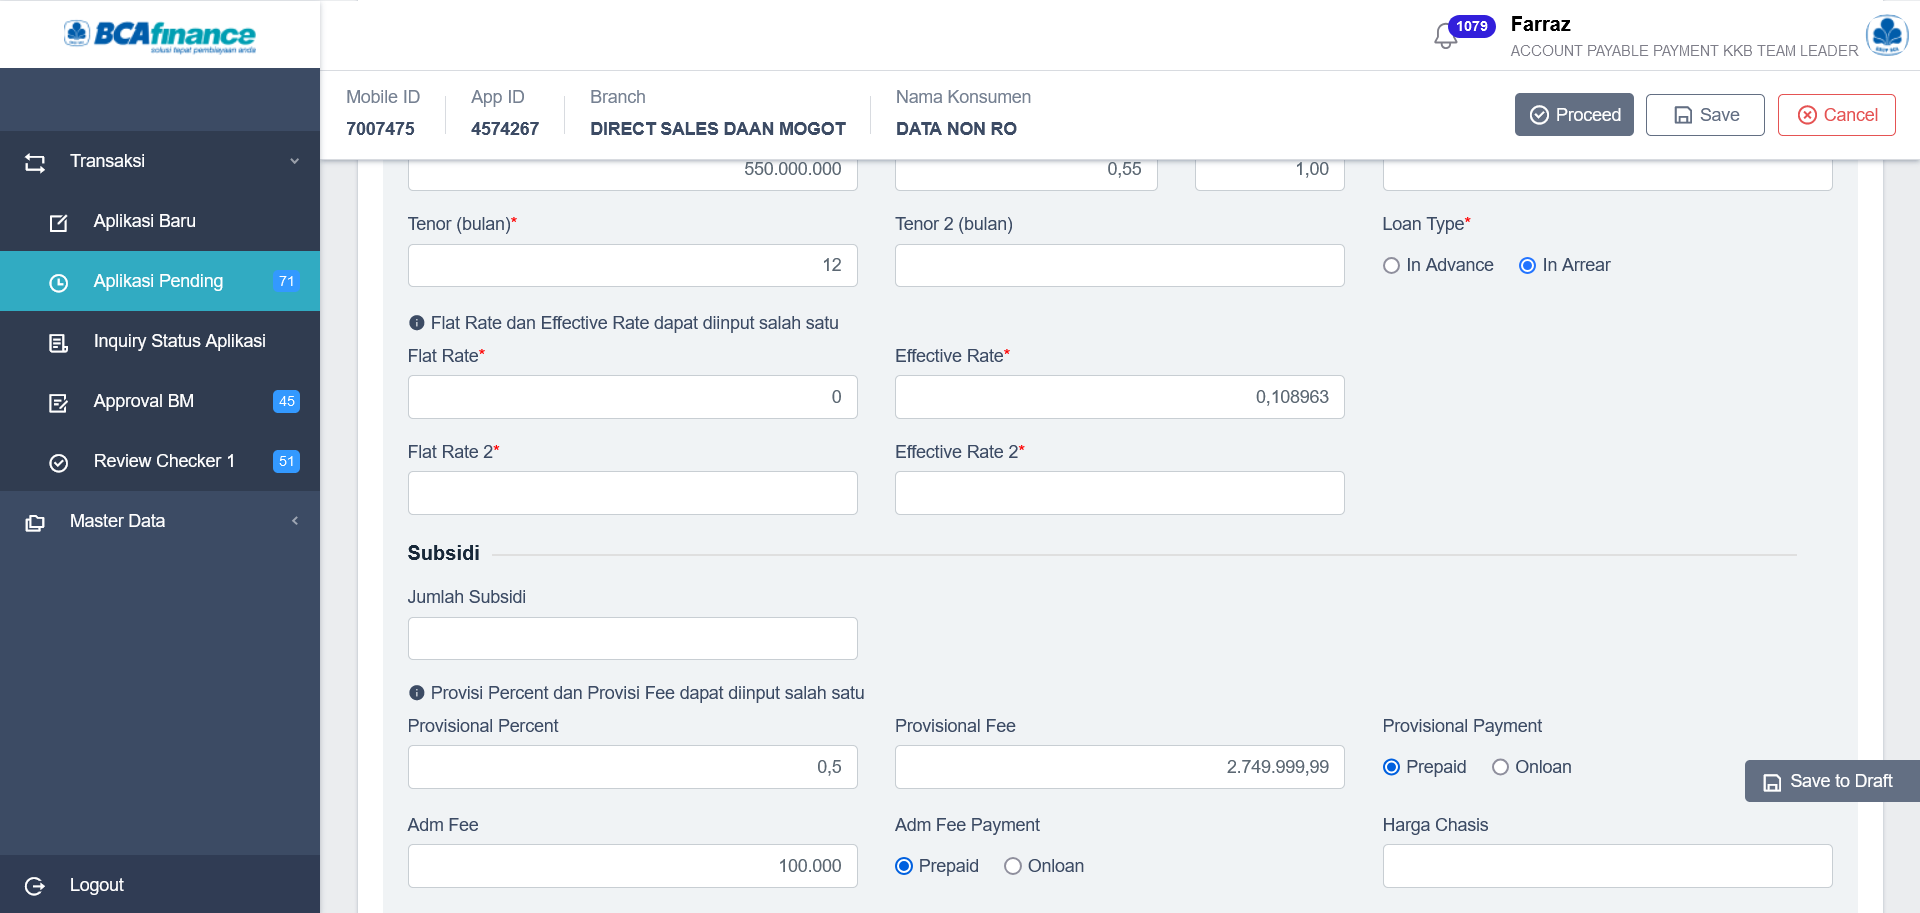 BCAfinance
solusi tepat pembiayaan anda
1079
Farraz
ACCOUNT PAYABLE PAYMENT KKB TEAM LEADER
Mobile ID
7007475
App ID
4574267
Branch
DIRECT SALES DAAN MOGOT
Nama Konsumen
DATA NON RO
Proceed
Save
Cancel
Transaksi
Aplikasi Baru
Aplikasi Pending 71
Inquiry Status Aplikasi
Approval BM 45
Review Checker 1 51
Master Data
Logout
550.000.000
0,55
1,00
Tenor (bulan)*
12
Tenor 2 (bulan)
Loan Type*
In Advance In Arrear
Flat Rate dan Effective Rate dapat diinput salah satu
Flat Rate*
0
Effective Rate*
0,108963
Flat Rate 2*
Effective Rate 2*
Subsidi
Jumlah Subsidi
Provisi Percent dan Provisi Fee dapat diinput salah satu
Provisional Percent
0,5
Provisional Fee
2.749.999,99
Provisional Payment
Prepaid Onloan
Save to Draft
Adm Fee
100.000
Adm Fee Payment
Prepaid Onloan
Harga Chasis